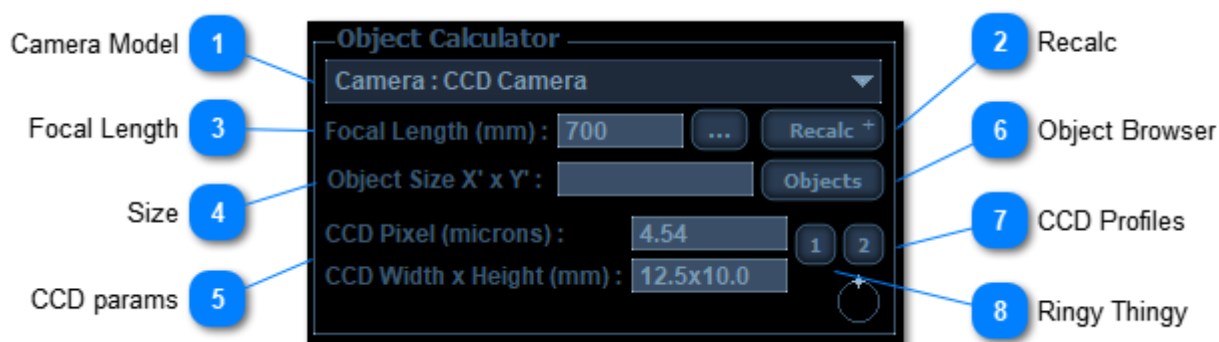 Object Calculator
Camera Model 1
Camera : CCD Camera
2 Recalc
Focal Length 3
Focal Length (mm) : 700 ... Recalc +
6 Object Browser
Size 4
Object Size X' x Y' : Objects
CCD Pixel (microns) : 4.54 1 2
7 CCD Profiles
CCD params 5
CCD Width x Height (mm) : 12.5x10.0
8 Ringy Thingy